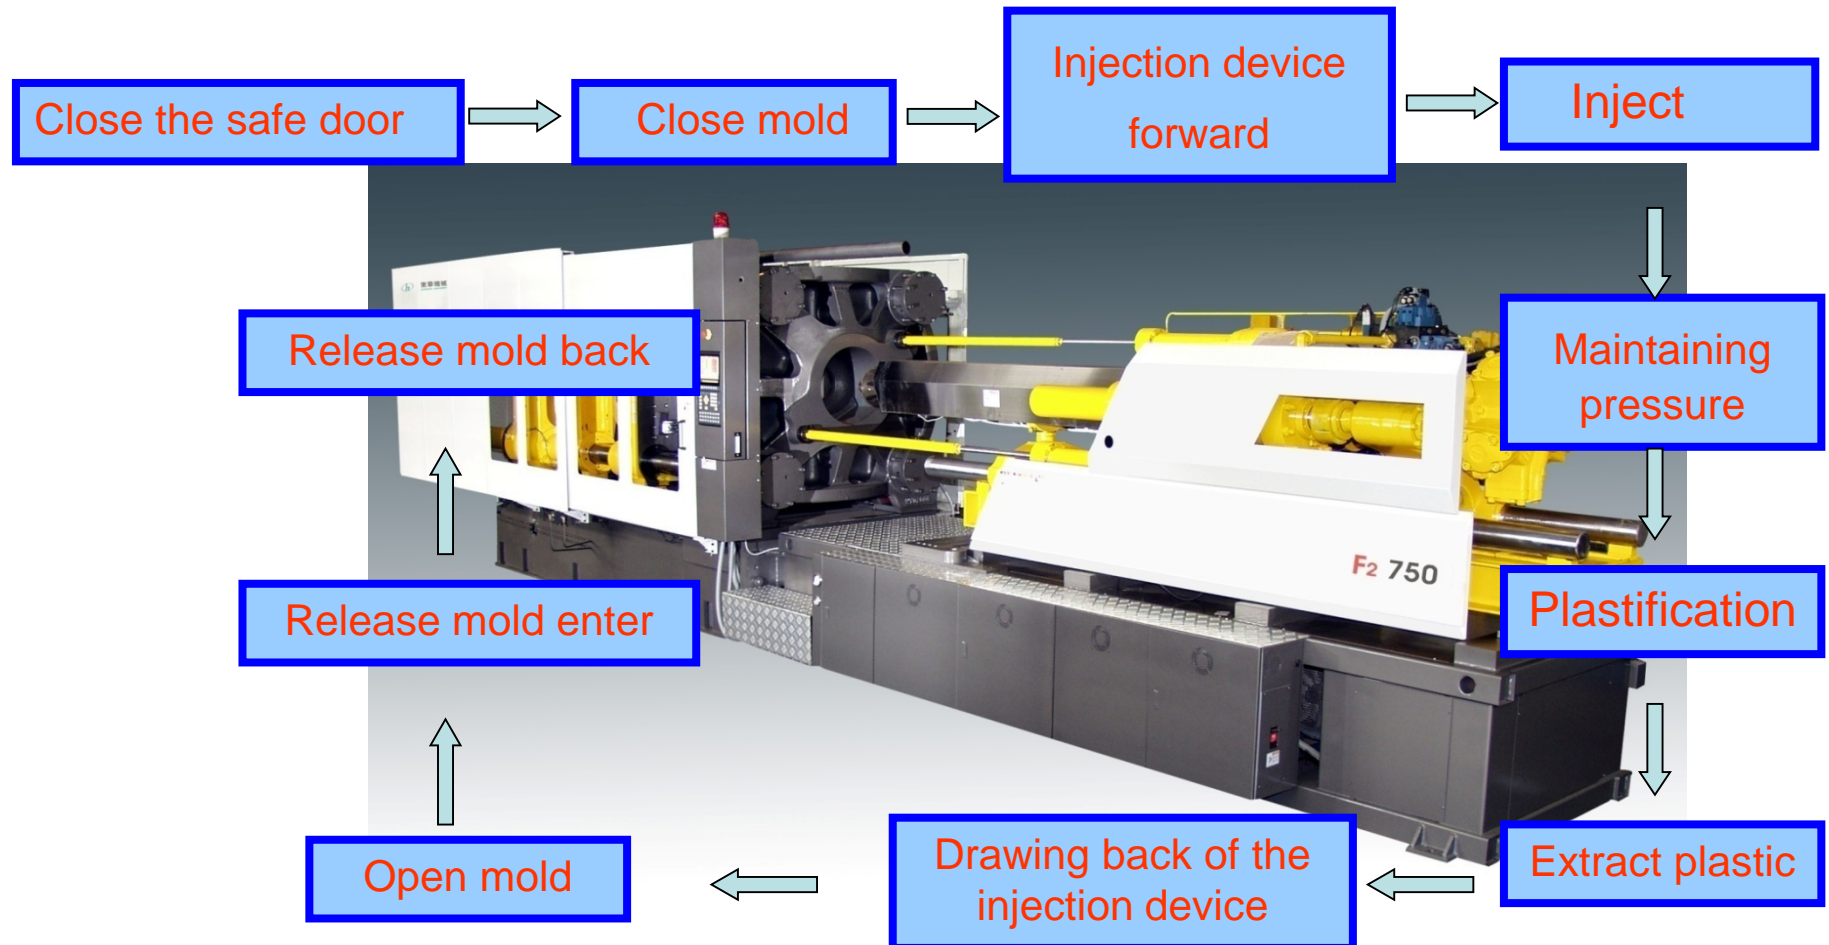 Close the safe door
Close mold
Injection device
forward
Inject
Maintaining
pressure
Plastification
Extract plastic
Drawing back of the
injection device
Open mold
Release mold enter
Release mold back
F2 750